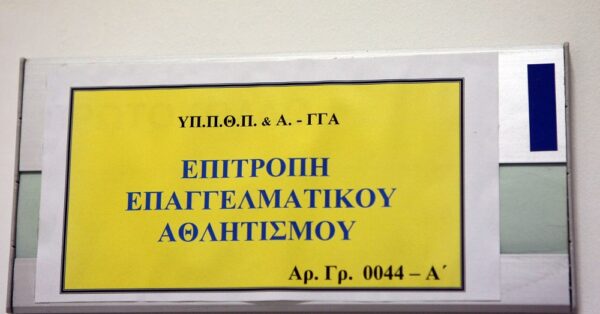 ΥΠ.Π.Θ.Π. & Α. - ΓΓΑ
ΕΠΙΤΡΟΠΗ
ΕΠΑΓΓΕΛΜΑΤΙΚΟΥ
ΑΘΛΗΤΙΣΜΟΥ
Αρ. Γρ. 0044 – Α΄